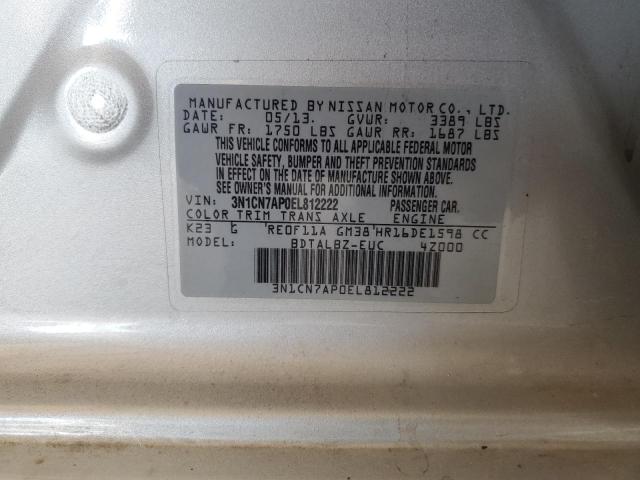 MANUFACTURED BY NISSAN MOTOR CO., LTD.
DATE: 05/13. GVWR: 3389 LBS
GAWR FR: 1750 LBS GAWR RR: 1687 LBS
THIS VEHICLE CONFORMS TO ALL APPLICABLE FEDERAL MOTOR
VEHICLE SAFETY, BUMPER AND THEFT PREVENTION STANDARDS
IN EFFECT ON THE DATE OF MANUFACTURE SHOWN ABOVE.
SEE OWNER'S MANUAL FOR ADDITIONAL INFORMATION.
VIN: 3N1CN7AP0EL812222 PASSENGER CAR.
COLOR TRIM TRANS AXLE ENGINE
K23 G RE0F11A GM38 HR16DE1598 CC
MODEL: BDTALBZ-EUC 4Z000
3N1CN7AP0EL812222